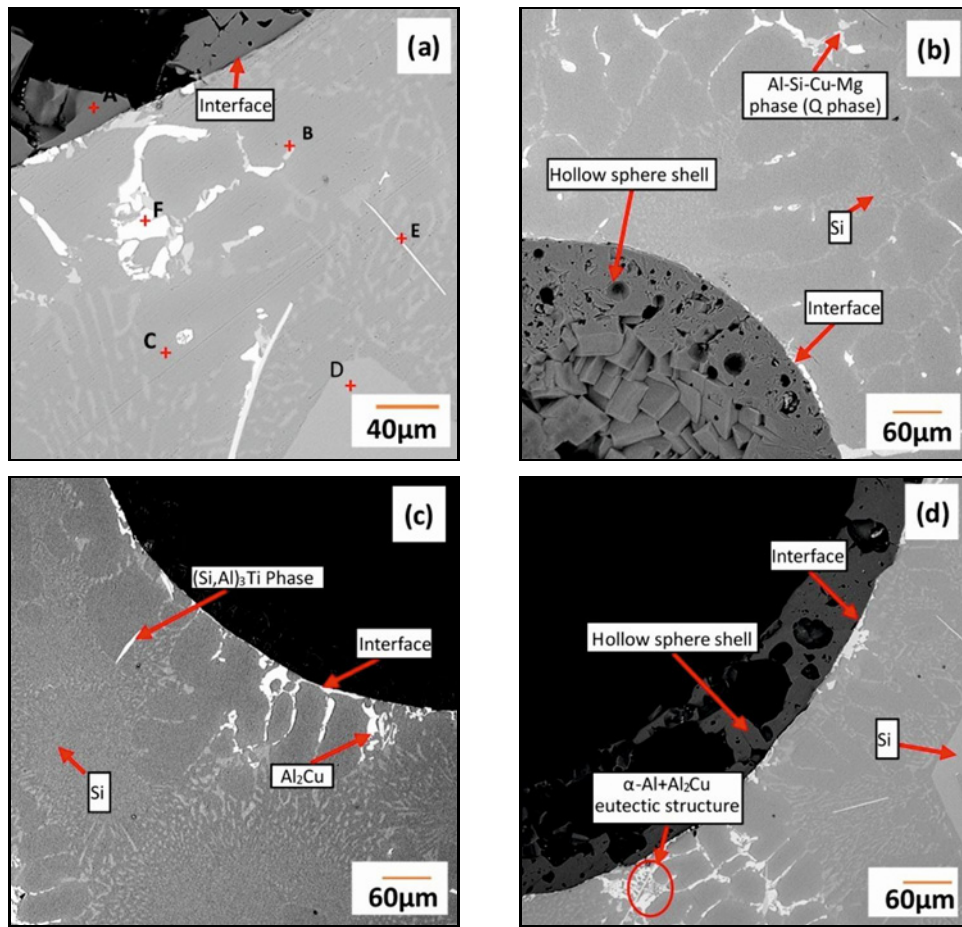 (a)
A
Interface
B
F
E
C
D
40μm
(b)
Al-Si-Cu-Mg
phase (Q phase)
Hollow sphere shell
Si
Interface
60μm
(c)
(Si,Al)₃Ti Phase
Interface
Si
Al₂Cu
60μm
(d)
Interface
Hollow sphere shell
Si
α-Al+Al₂Cu
eutectic structure
60μm